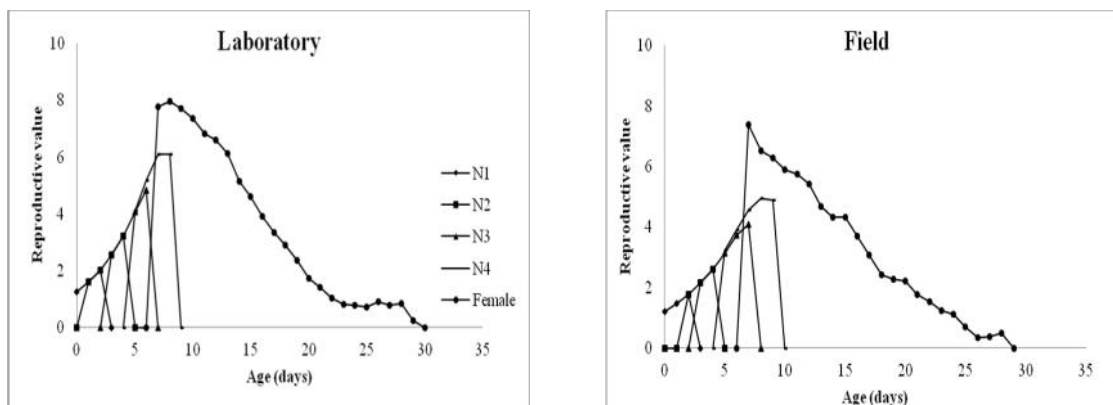 Laboratory
10
8
6
4
2
0
Reproductive value
0 5 10 15 20 25 30 35
Age (days)
N1
N2
N3
N4
Female
Field
10
8
6
4
2
0
Reproductive value
0 5 10 15 20 25 30 35
Age (days)